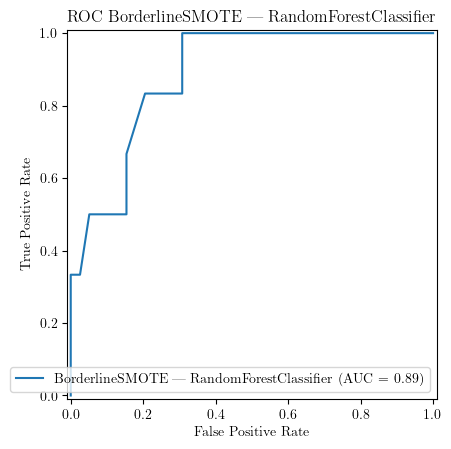 ROC BorderlineSMOTE — RandomForestClassifier
1.0
0.8
0.6
0.4
0.2
0.0
True Positive Rate
BorderlineSMOTE — RandomForestClassifier (AUC = 0.89)
0.0 0.2 0.4 0.6 0.8 1.0
False Positive Rate